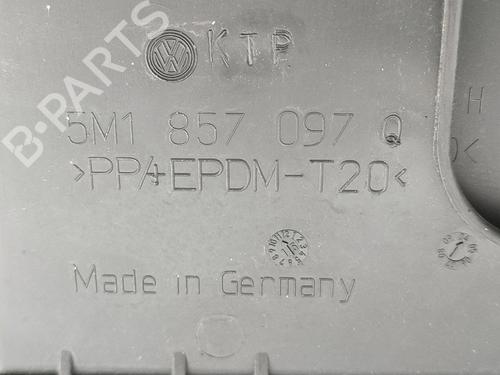 B-PARTS
KTP
5M1 857 097 Q
>PP/+EPDM-T20<
Made in Germany
H